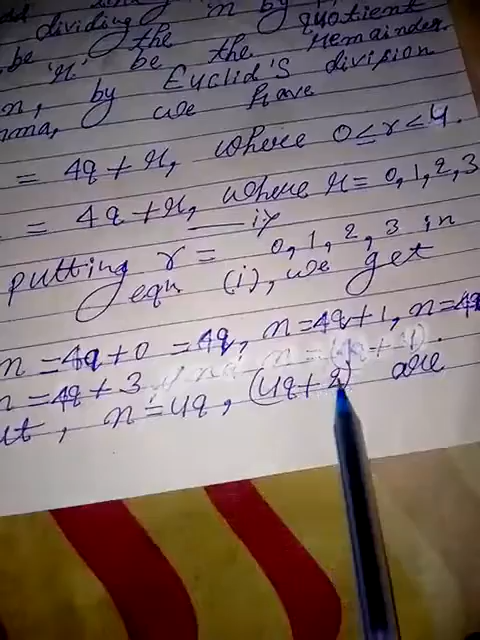 dividing n by quotient
be 'r' be the remainder
n, by Euclid's division
we have
= 4q + r, where 0 ≤ r < 4.
= 4q + r, where r = 0, 1, 2, 3
putting r = 0, 1, 2, 3 in
eqn (i), we get
n = 4q + 0 = 4q, n = 4q + 1, n = 4q
n = 4q + 3
n = 4q, (4q + 2) are